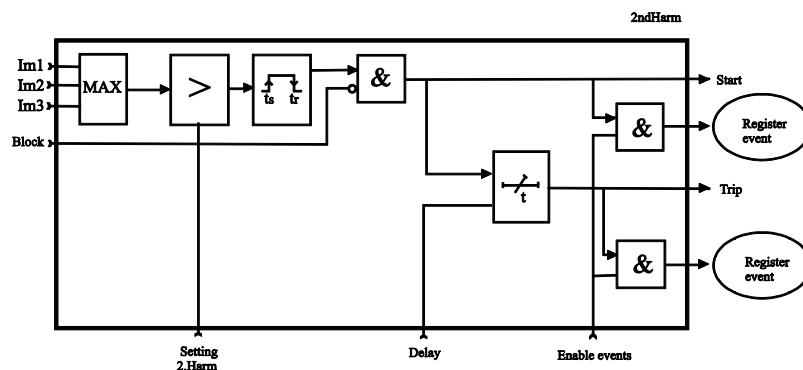 2ndHarm
Im1
Im2
Im3
MAX
>
ts tr
&
Start
Block
&
Register
event
t
Trip
&
Register
event
Setting
2.Harm
Delay
Enable events